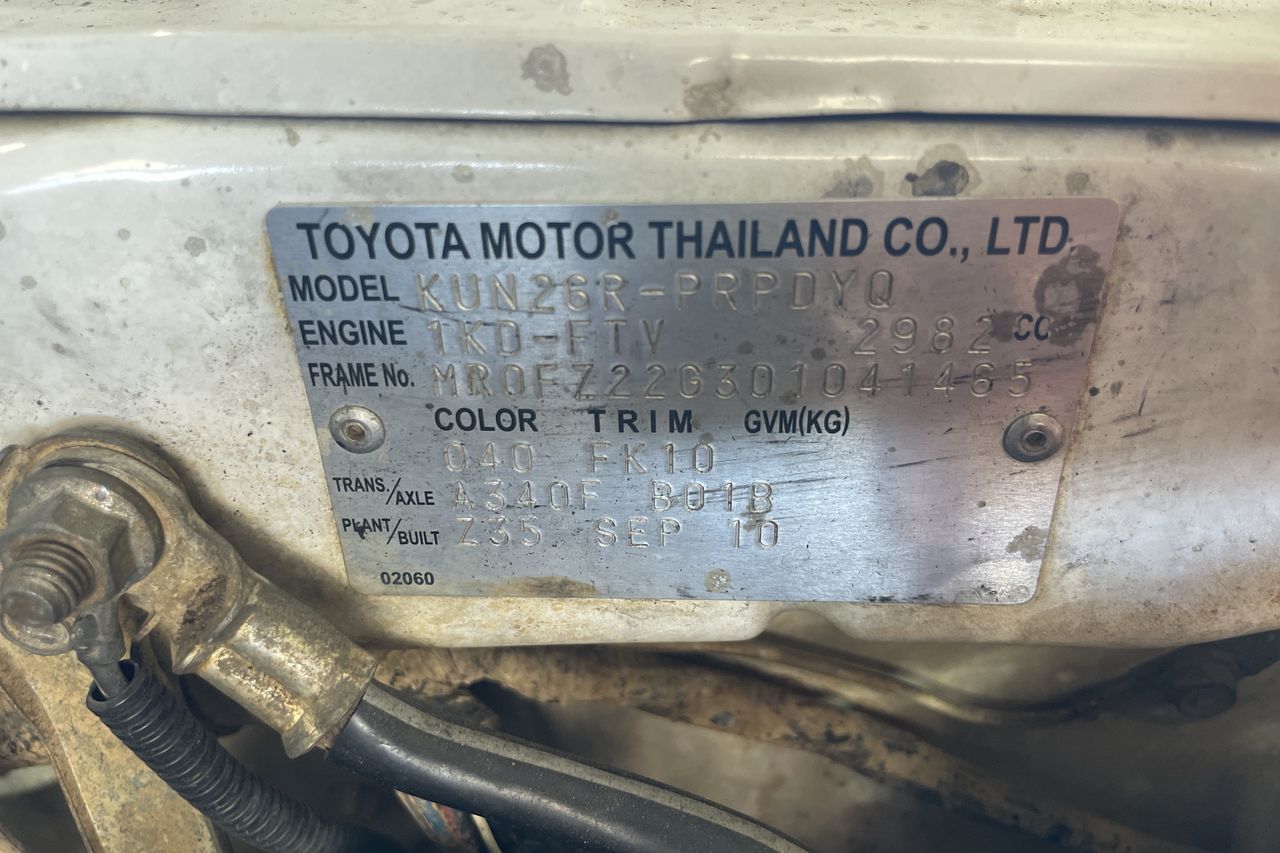 TOYOTA MOTOR THAILAND CO., LTD.
MODEL KUN26R-PRPDYQ
ENGINE 1KD-FTV 2982 CC
FRAME No. MR0FZ22G301041465
COLOR TRIM GVM(KG)
040 FK10
TRANS./AXLE A340F B01B
PLANT/BUILT Z35 SEP 10
02060